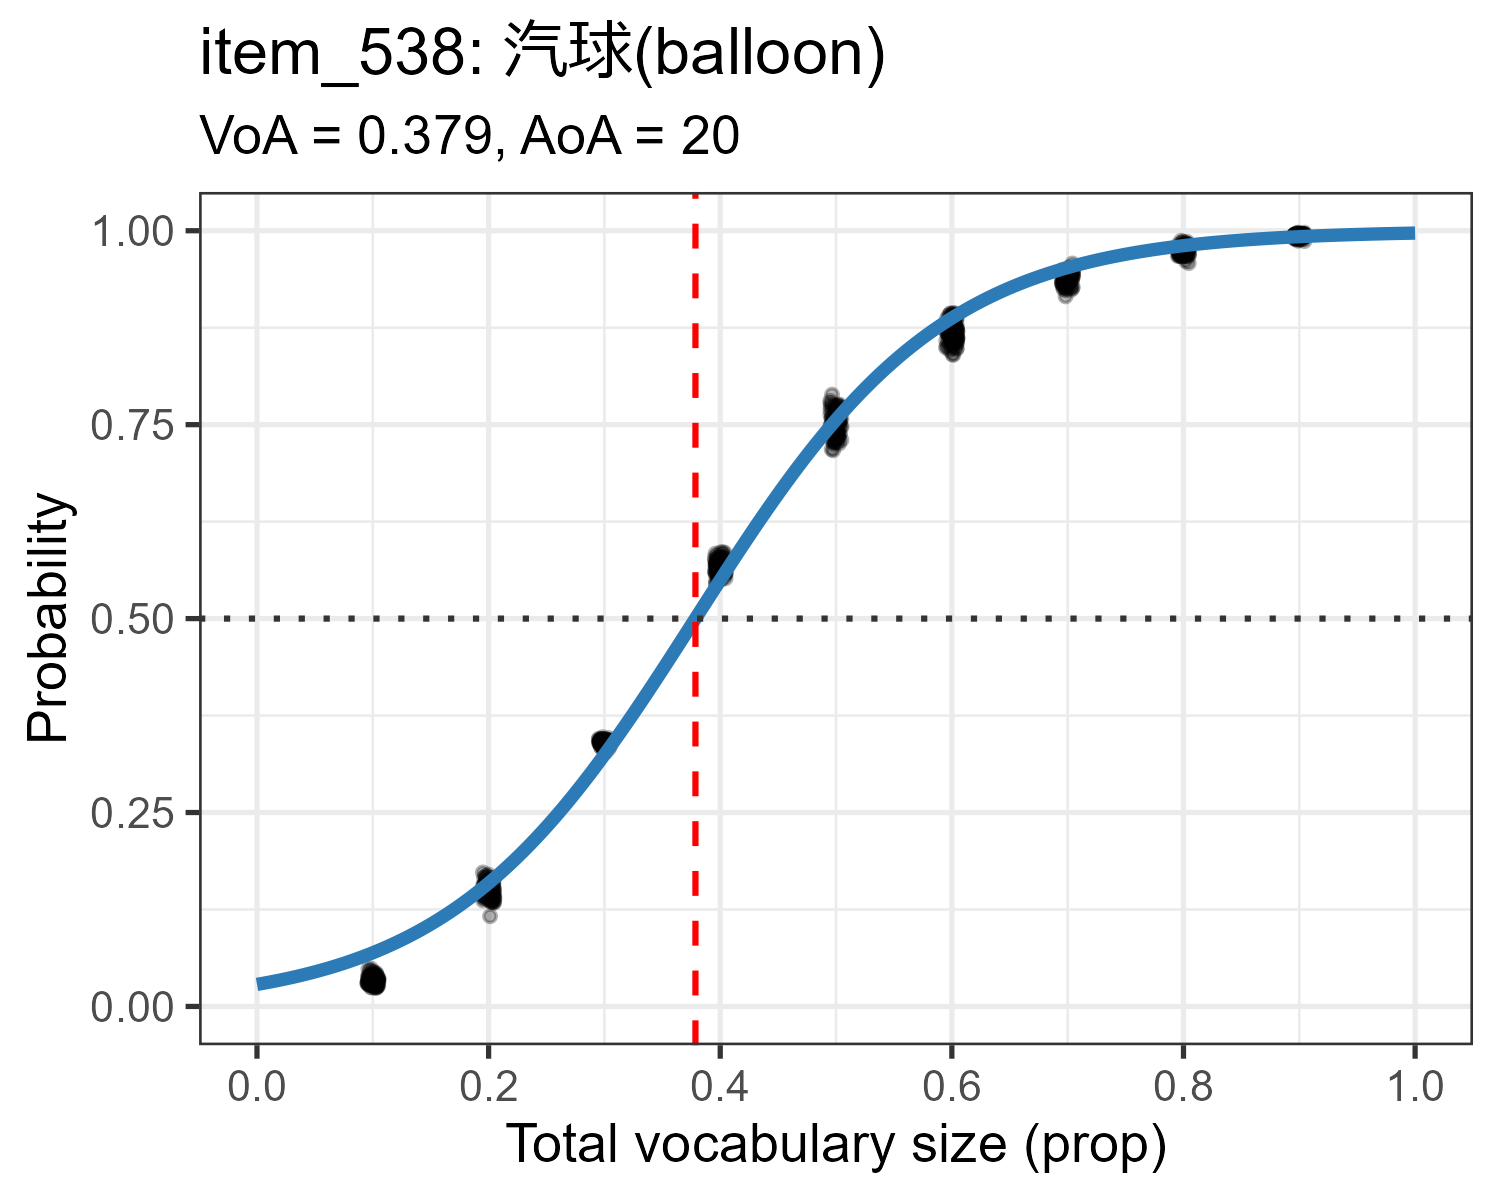 item_538: 汽球(balloon)
VoA = 0.379, AoA = 20
Probability
1.00
0.75
0.50
0.25
0.00
0.0 0.2 0.4 0.6 0.8 1.0
Total vocabulary size (prop)